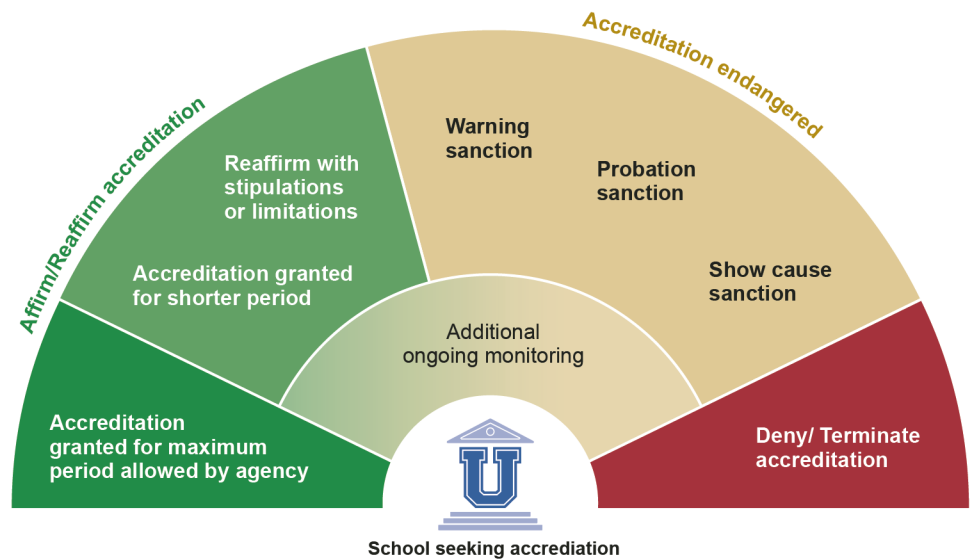 Affirm/Reaffirm accreditation
Accreditation endangered
Accreditation
granted for maximum
period allowed by agency
Accreditation granted
for shorter period
Reaffirm with
stipulations
or limitations
Warning
sanction
Probation
sanction
Show cause
sanction
Deny/ Terminate
accreditation
Additional
ongoing monitoring
U
School seeking accrediation